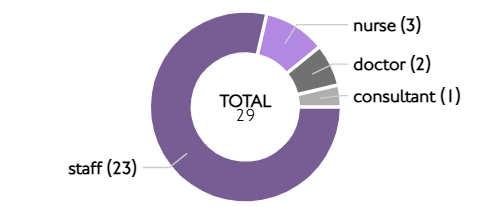 nurse (3)
doctor (2)
consultant (1)
TOTAL
29
staff (23)